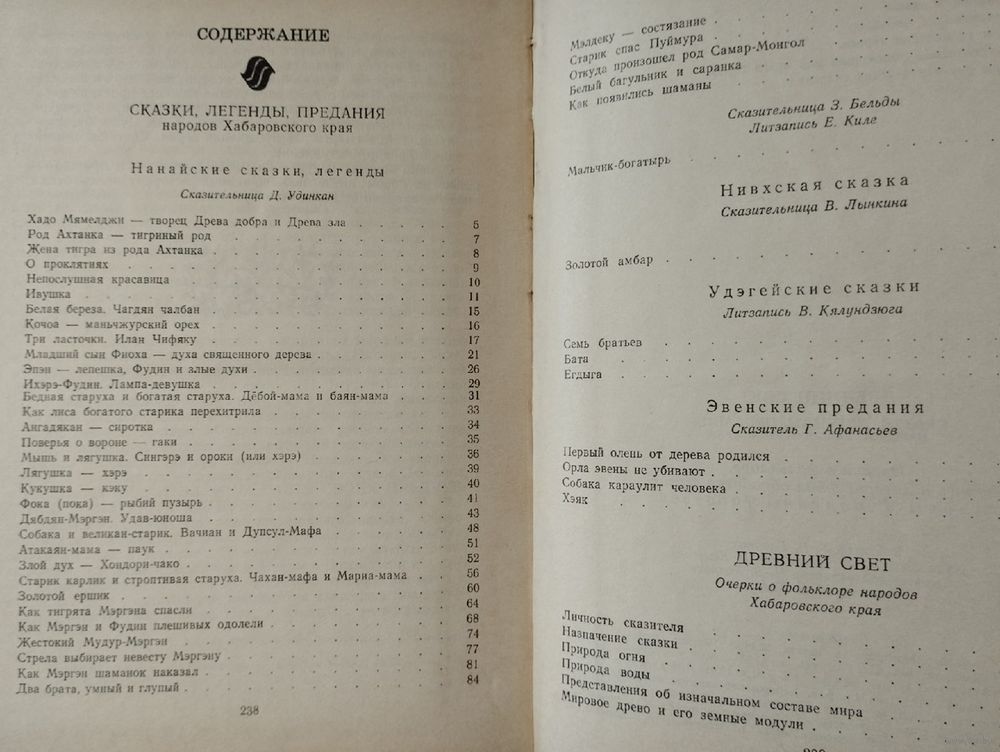 СОДЕРЖАНИЕ
СКАЗКИ, ЛЕГЕНДЫ, ПРЕДАНИЯ
народов Хабаровского края
Нанайские сказки, легенды
Сказительница Д. Удинкан
Хадо Мямелджи — творец Древа добра и Древа зла . . . . . 5
Род Ахтанка — тигриный род . . . . . 7
Жена тигра из рода Ахтанка . . . . . 8
О проклятиях . . . . . 9
Непослушная красавица . . . . . 10
Ивушка . . . . . 11
Белая береза. Чагдян чалбан . . . . . 15
Кочоа — маньчжурский орех . . . . . 16
Три ласточки. Илан Чифяку . . . . . 17
Младший сын Фиоха — духа священного дерева . . . . . 21
Эпэн — лепешка, Фудин и злые духи . . . . . 26
Ихэрэ-Фудин. Лампа-девушка . . . . . 29
Бедная старуха и богатая старуха. Дёбой-мама и баян-мама . . . 31
Как лиса богатого старика перехитрила . . . . . 33
Ангадякан — сиротка . . . . . 34
Поверья о вороне — гаки . . . . . 35
Мышь и лягушка. Сингэрэ и ороки (или хэрэ) . . . . . 36
Лягушка — хэрэ . . . . . 39
Кукушка — кэку . . . . . 40
Фока (пока) — рыбий пузырь . . . . . 41
Дябдян-Мэргэн. Удав-юноша . . . . . 43
Собака и великан-старик. Вачиан и Дупсул-Мафа . . . . . 48
Атакаян-мама — паук . . . . . 51
Злой дух — Хондори-чако . . . . . 52
Старик карлик и строптивая старуха. Чахан-мафа и Мариа-мама . . 56
Золотой ершик . . . . . 60
Как тигрята Мэргэна спасли . . . . . 64
Как Мэргэн и Фудин плешивых одолели . . . . . 68
Жестокий Мудур-Мэргэн . . . . . 74
Стрела выбирает невесту Мэргэну . . . . . 77
Как Мэргэн шаманок наказал . . . . . 81
Два брата, умный и глупый . . . . . 84
238
Мэлдеку — состязание . . . . .
Старик спас Пуймура . . . . .
Откуда произошел род Самар-Монгол
Белый багульник и саранка . . . . .
Как появились шаманы . . . . .
Сказительница З. Бельды
Литзапись Е. Киле
Мальчик-богатырь . . . . .
Нивхская сказка
Сказительница В. Лынкина
Золотой амбар . . . . .
Удэгейские сказки
Литзапись В. Кялундзюга
Семь братьев . . . . .
Бата . . . . .
Егдыга . . . . .
Эвенские предания
Сказитель Г. Афанасьев
Первый олень от дерева родился . . . . .
Орла эвены не убивают . . . . .
Собака караулит человека . . . . .
Хэяк . . . . .
ДРЕВНИЙ СВЕТ
Очерки о фольклоре народов
Хабаровского края
Личность сказителя . . . . .
Назначение сказки . . . . .
Природа огня . . . . .
Природа воды . . . . .
Представления об изначальном составе мира
Мировое древо и его земные модули . . . . .